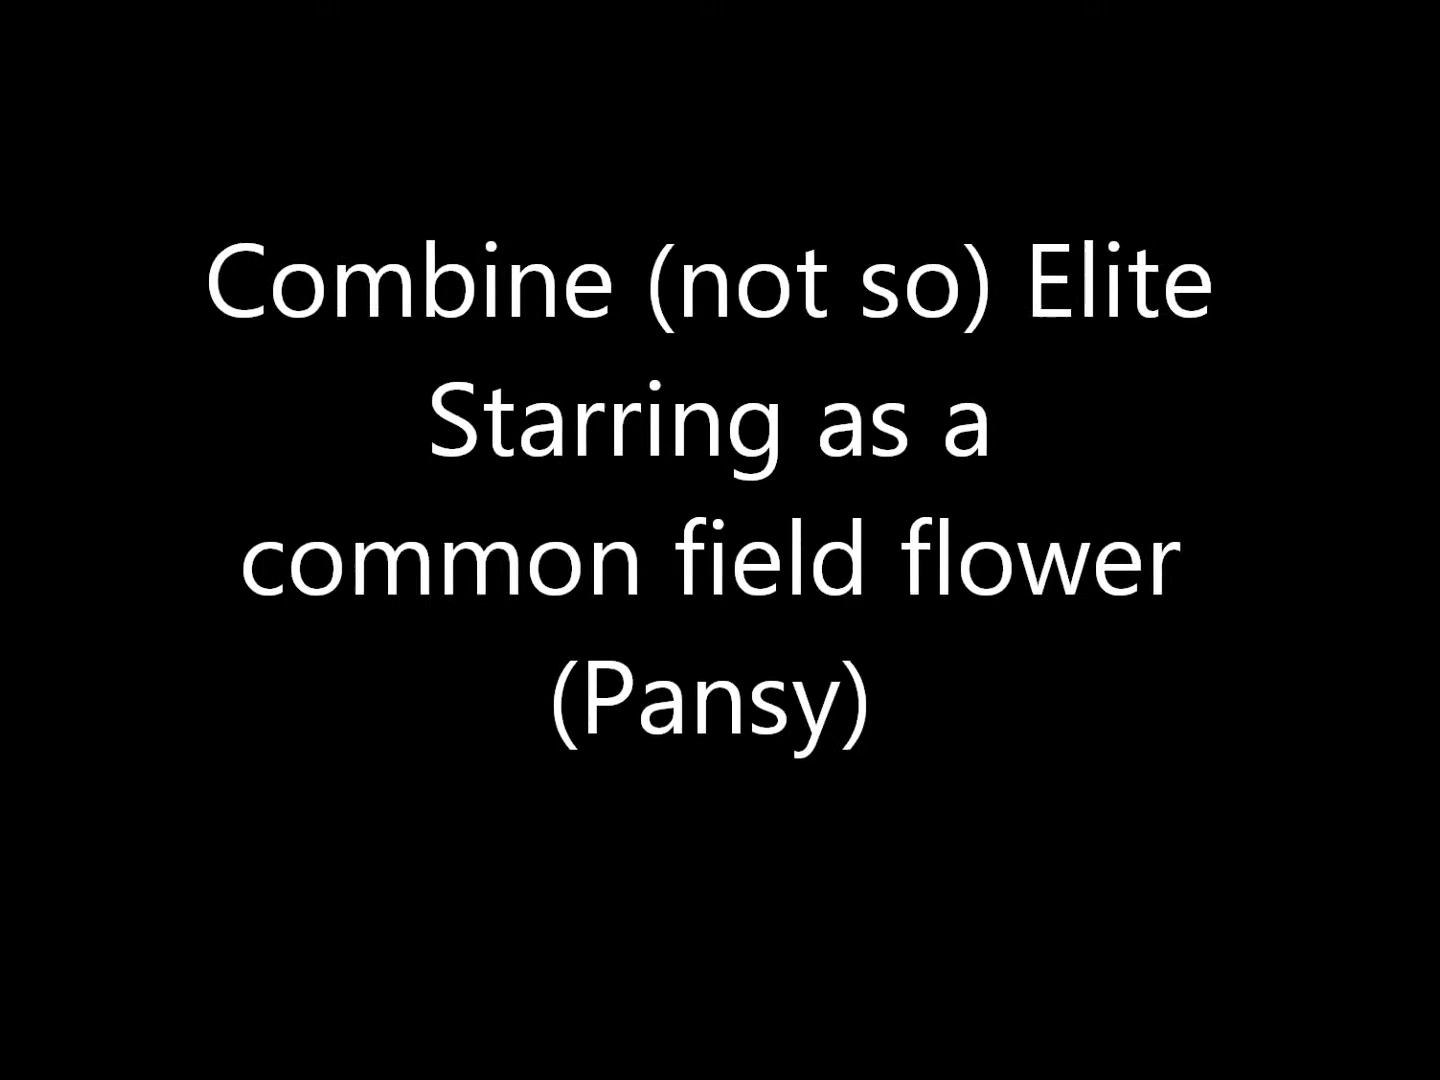 Combine (not so) Elite
Starring as a
common field flower
(Pansy)